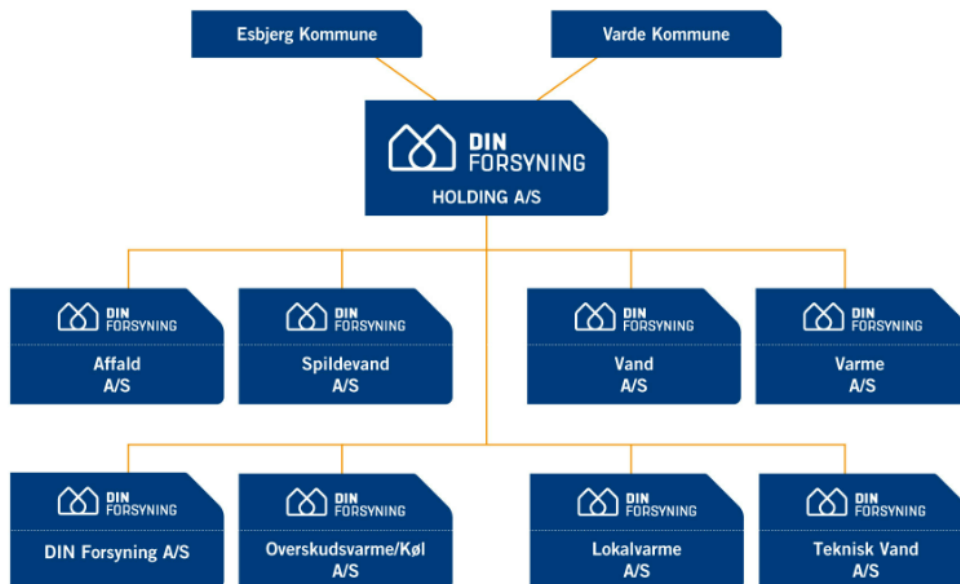 Esbjerg Kommune
Varde Kommune
DIN
FORSYNING
HOLDING A/S
DIN
FORSYNING
Affald
A/S
DIN
FORSYNING
Spildevand
A/S
DIN
FORSYNING
Vand
A/S
DIN
FORSYNING
Varme
A/S
DIN
FORSYNING
DIN Forsyning A/S
DIN
FORSYNING
Overskudsvarme/Køl
A/S
DIN
FORSYNING
Lokalvarme
A/S
DIN
FORSYNING
Teknisk Vand
A/S